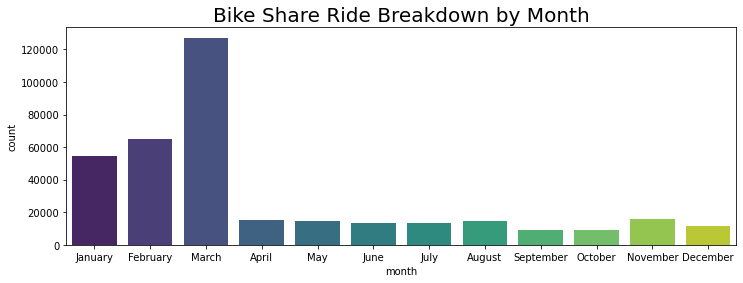 Bike Share Ride Breakdown by Month
120000
100000
80000
60000
40000
20000
0
count
January February March April May June July August September October November December
month